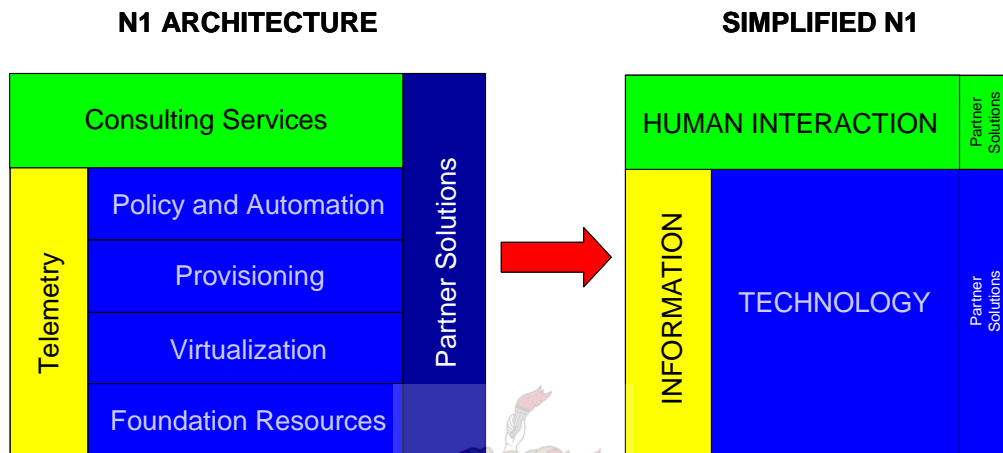 N1 ARCHITECTURE
SIMPLIFIED N1
Consulting Services
Telemetry
Policy and Automation
Provisioning
Virtualization
Foundation Resources
Partner Solutions
HUMAN INTERACTION
Partner
Solutions
INFORMATION
TECHNOLOGY
Partner
Solutions